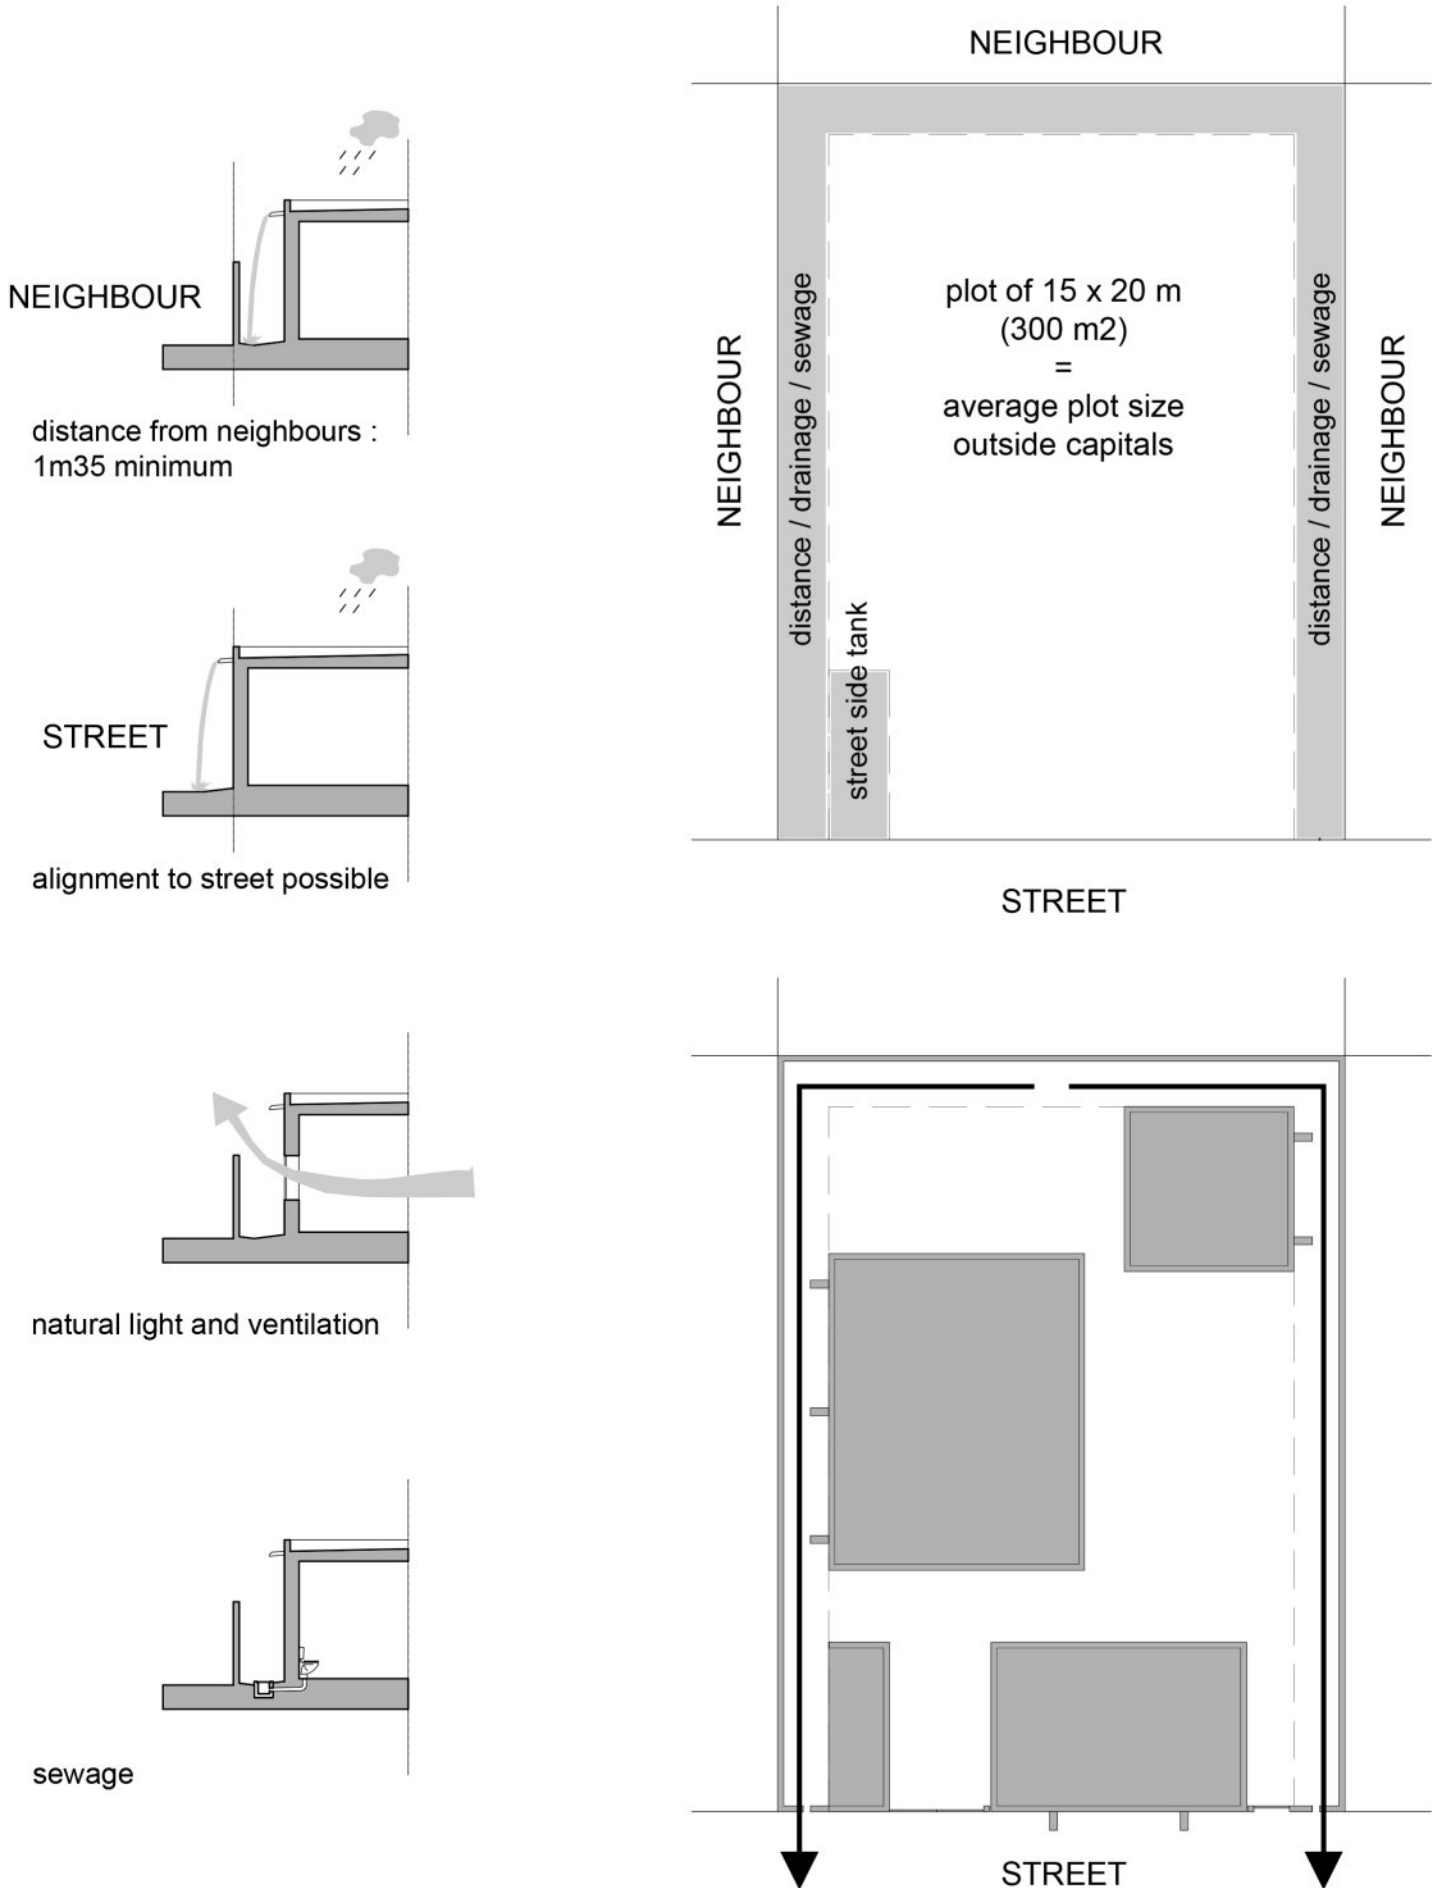 NEIGHBOUR
distance from neighbours :
1m35 minimum
STREET
alignment to street possible
natural light and ventilation
sewage
NEIGHBOUR
NEIGHBOUR
distance / drainage / sewage
plot of 15 x 20 m
(300 m2)
=
average plot size
outside capitals
street side tank
distance / drainage / sewage
NEIGHBOUR
STREET
STREET